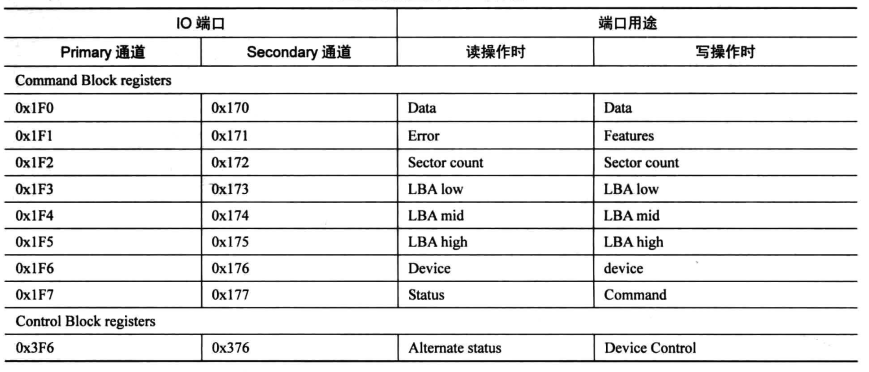 IO 端口 端口用途
Primary 通道 Secondary 通道 读操作时 写操作时
Command Block registers
0x1F0 0x170 Data Data
0x1F1 0x171 Error Features
0x1F2 0x172 Sector count Sector count
0x1F3 0x173 LBA low LBA low
0x1F4 0x174 LBA mid LBA mid
0x1F5 0x175 LBA high LBA high
0x1F6 0x176 Device device
0x1F7 0x177 Status Command
Control Block registers
0x3F6 0x376 Alternate status Device Control